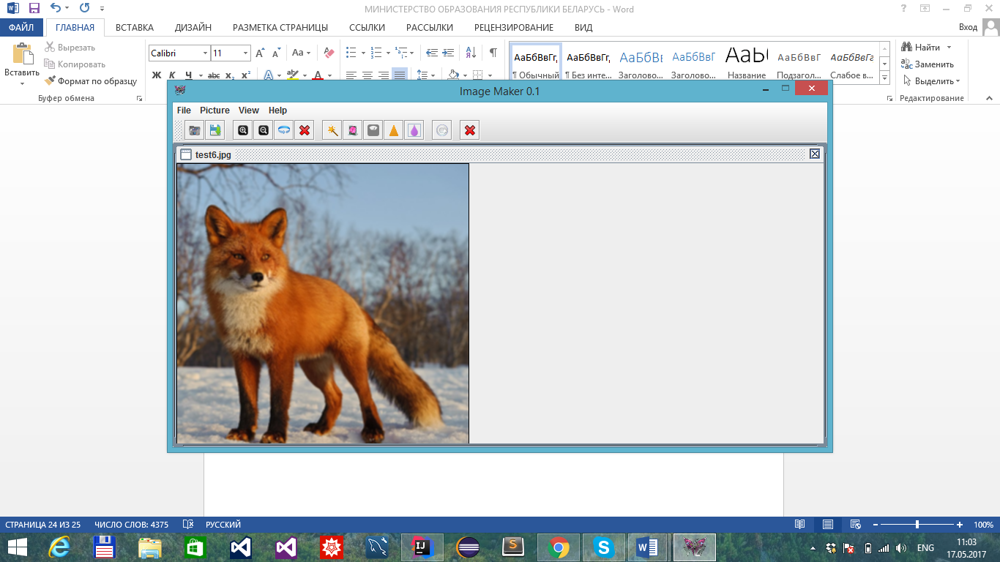 МИНИСТЕРСТВО ОБРАЗОВАНИЯ РЕСПУБЛИКИ БЕЛАРУСЬ - Word
ФАЙЛ ГЛАВНАЯ ВСТАВКА ДИЗАЙН РАЗМЕТКА СТРАНИЦЫ ССЫЛКИ РАССЫЛКИ РЕЦЕНЗИРОВАНИЕ ВИД Вход
Вставить
Вырезать
Копировать
Формат по образцу
Буфер обмена
Calibri 11
Аа
Ж К Ч abc x₂ x²
АаБбВвГг, АаБбВвГг, АаБбВв АаБбВвГ АаЬ АаБбВвГ АаБбВвГг
¶ Обычный ¶ Без инте... Заголово... Заголово... Название Подзагол... Слабое в...
Найти
Заменить
Выделить
Редактирование
Image Maker 0.1
File Picture View Help
test6.jpg
СТРАНИЦА 24 ИЗ 25 ЧИСЛО СЛОВ: 4375 РУССКИЙ 100%
ENG
11:03
17.05.2017